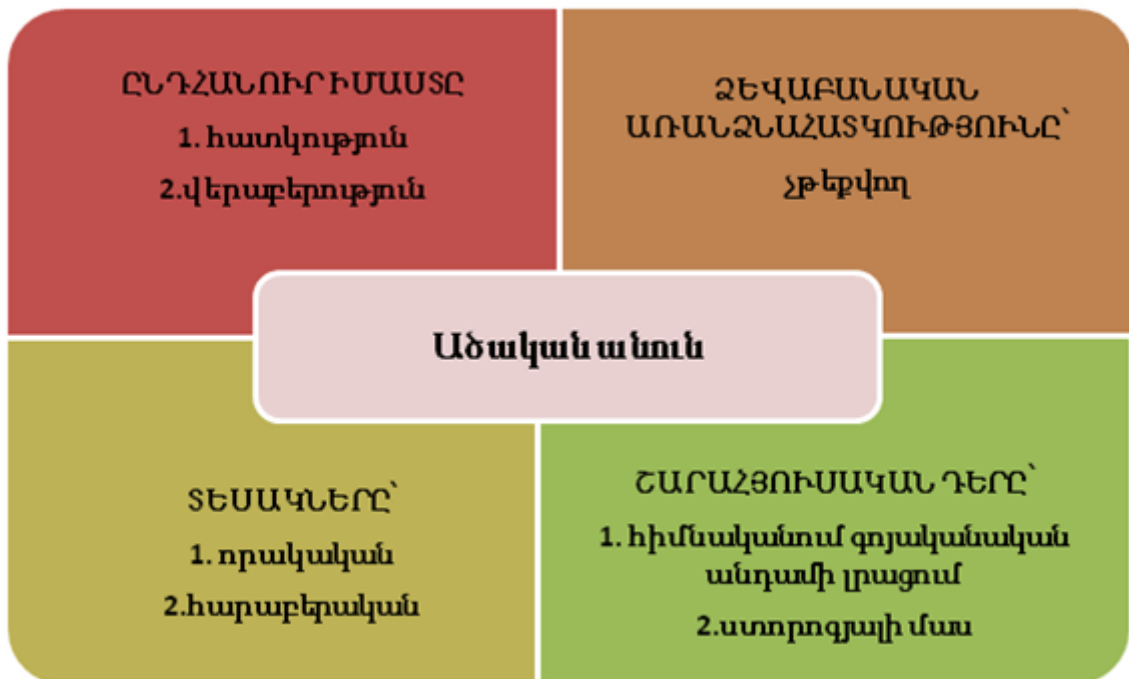 ԸՆԴՀԱՆՈՒՐ ԻՄԱՍՏԸ
1. հատկություն
2.վերաբերություն
ՁԵՎԱԲԱՆԱԿԱՆ
ԱՌԱՆՁՆԱՀԱՏԿՈՒԹՅՈՒՆԸ՝
չթեքվող
Ածական անուն
ՏԵՍԱԿՆԵՐԸ՝
1. որակական
2.հարաբերական
ՇԱՐԱՀՅՈՒՍԱԿԱՆ ԴԵՐԸ՝
1. հիմնականում գոյականական
անդամի լրացում
2.ստորոգյալի մաս